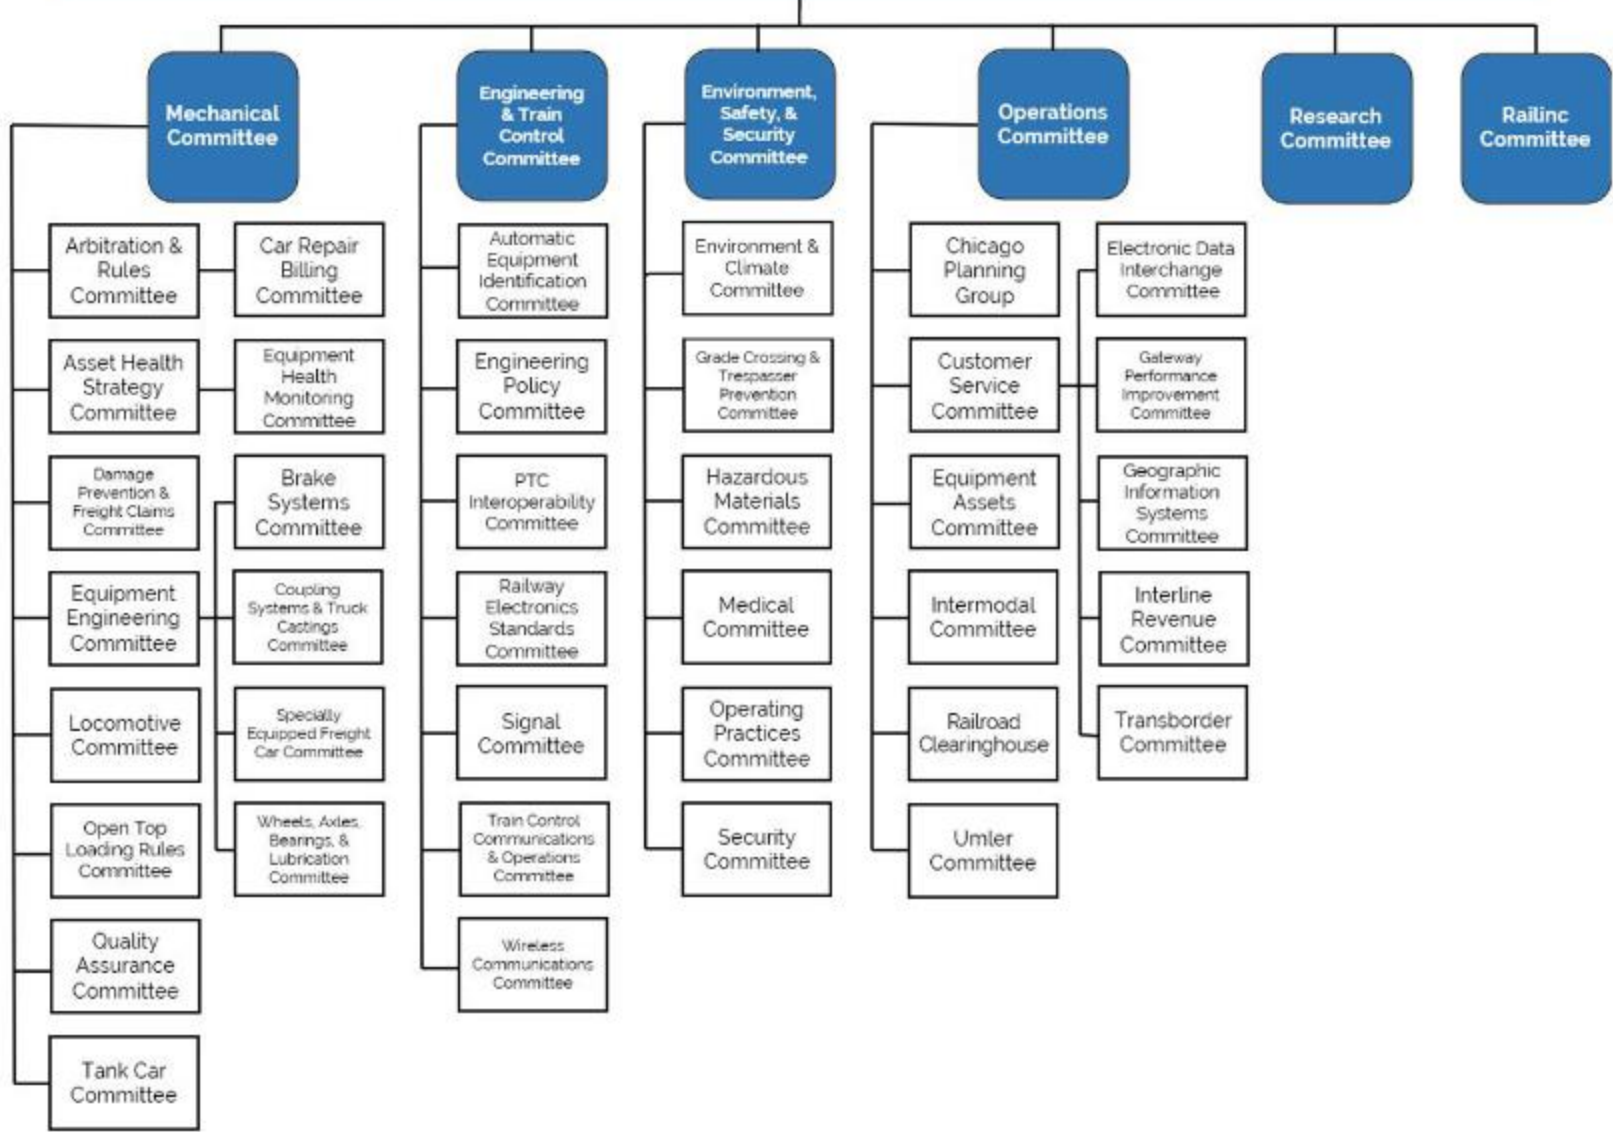 Mechanical
Committee
Engineering
& Train
Control
Committee
Environment,
Safety, &
Security
Committee
Operations
Committee
Research
Committee
Railinc
Committee
Arbitration &
Rules
Committee
Car Repair
Billing
Committee
Asset Health
Strategy
Committee
Equipment
Health
Monitoring
Committee
Damage
Prevention &
Freight Claims
Committee
Brake
Systems
Committee
Equipment
Engineering
Committee
Coupling
Systems & Truck
Castings
Committee
Locomotive
Committee
Specially
Equipped Freight
Car Committee
Open Top
Loading Rules
Committee
Wheels, Axles,
Bearings, &
Lubrication
Committee
Quality
Assurance
Committee
Tank Car
Committee
Automatic
Equipment
Identification
Committee
Engineering
Policy
Committee
PTC
Interoperability
Committee
Railway
Electronics
Standards
Committee
Signal
Committee
Train Control
Communications
& Operations
Committee
Wireless
Communications
Committee
Environment &
Climate
Committee
Grade Crossing &
Trespasser
Prevention
Committee
Hazardous
Materials
Committee
Medical
Committee
Operating
Practices
Committee
Security
Committee
Chicago
Planning
Group
Electronic Data
Interchange
Committee
Customer
Service
Committee
Gateway
Performance
Improvement
Committee
Equipment
Assets
Committee
Geographic
Information
Systems
Committee
Intermodal
Committee
Interline
Revenue
Committee
Railroad
Clearinghouse
Transborder
Committee
Umler
Committee